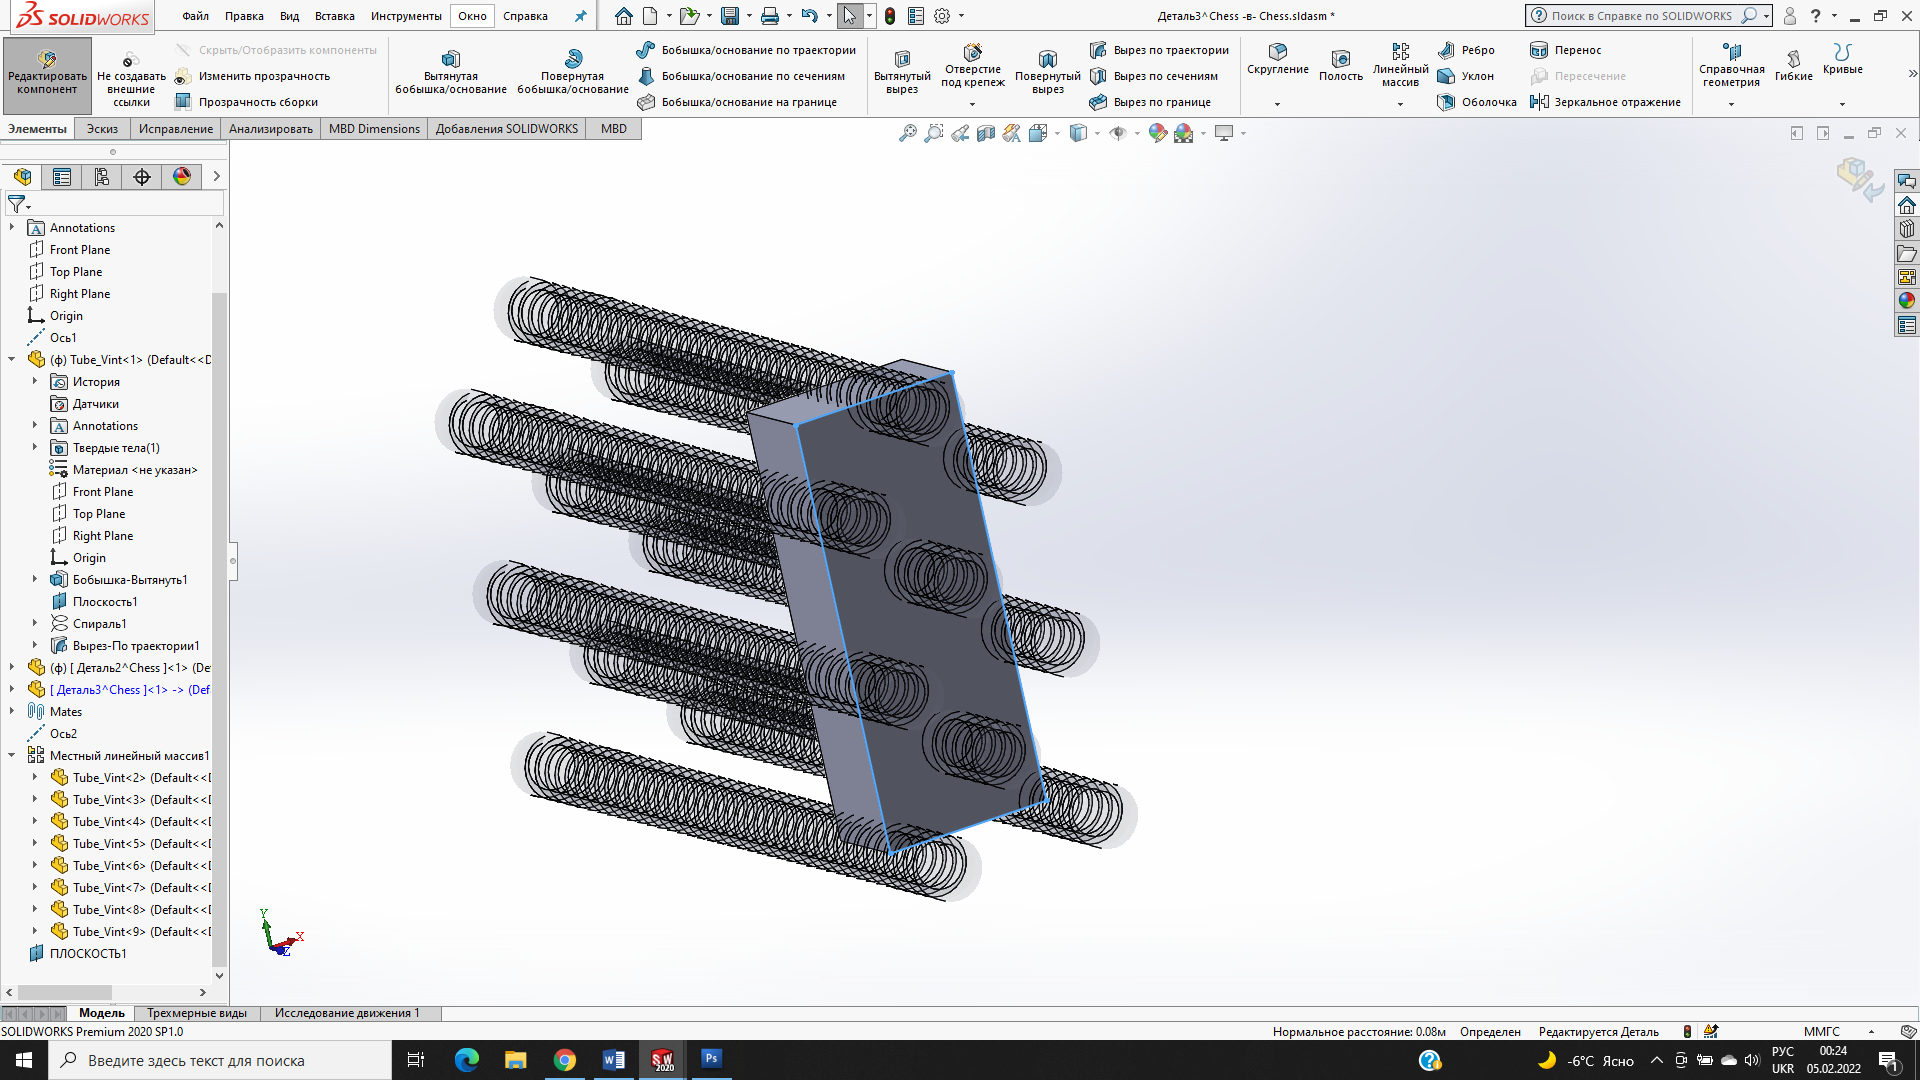 SOLIDWORKS
Файл Правка Вид Вставка Инструменты Окно Справка
Деталь3^Chess -в- Chess.sldasm *
Поиск в Справке по SOLIDWORKS
Редактировать компонент
Не создавать внешние ссылки
Скрыть/Отобразить компоненты
Изменить прозрачность
Прозрачность сборки
Вытянутая бобышка/основание
Повернутая бобышка/основание
Бобышка/основание по траектории
Бобышка/основание по сечениям
Бобышка/основание на границе
Вытянутый вырез
Отверстие под крепеж
Повернутый вырез
Вырез по траектории
Вырез по сечениям
Вырез по границе
Скругление
Полость
Линейный массив
Ребро
Уклон
Оболочка
Перенос
Пересечение
Зеркальное отражение
Справочная геометрия
Гибкие
Кривые
Элементы Эскиз Исправление Анализировать MBD Dimensions Добавления SOLIDWORKS MBD
Annotations
Front Plane
Top Plane
Right Plane
Origin
Ось1
(ф) Tube_Vint<1> (Default<<D
История
Датчики
Annotations
Твердые тела(1)
Материал <не указан>
Front Plane
Top Plane
Right Plane
Origin
Бобышка-Вытянуть1
Плоскость1
Спираль1
Вырез-По траектории1
(ф) [ Деталь2^Chess ]<1> (De
[ Деталь3^Chess ]<1> -> (Def
Mates
Ось2
Местный линейный массив1
Tube_Vint<2> (Default<<D
Tube_Vint<3> (Default<<D
Tube_Vint<4> (Default<<D
Tube_Vint<5> (Default<<D
Tube_Vint<6> (Default<<D
Tube_Vint<7> (Default<<D
Tube_Vint<8> (Default<<D
Tube_Vint<9> (Default<<D
ПЛОСКОСТЬ1
Y
X
Z
Модель Трехмерные виды Исследование движения 1
SOLIDWORKS Premium 2020 SP1.0
Нормальное расстояние: 0.08м Определен Редактируется Деталь ММГС
Введите здесь текст для поиска
-6°C Ясно
РУС
UKR
00:24
05.02.2022
1